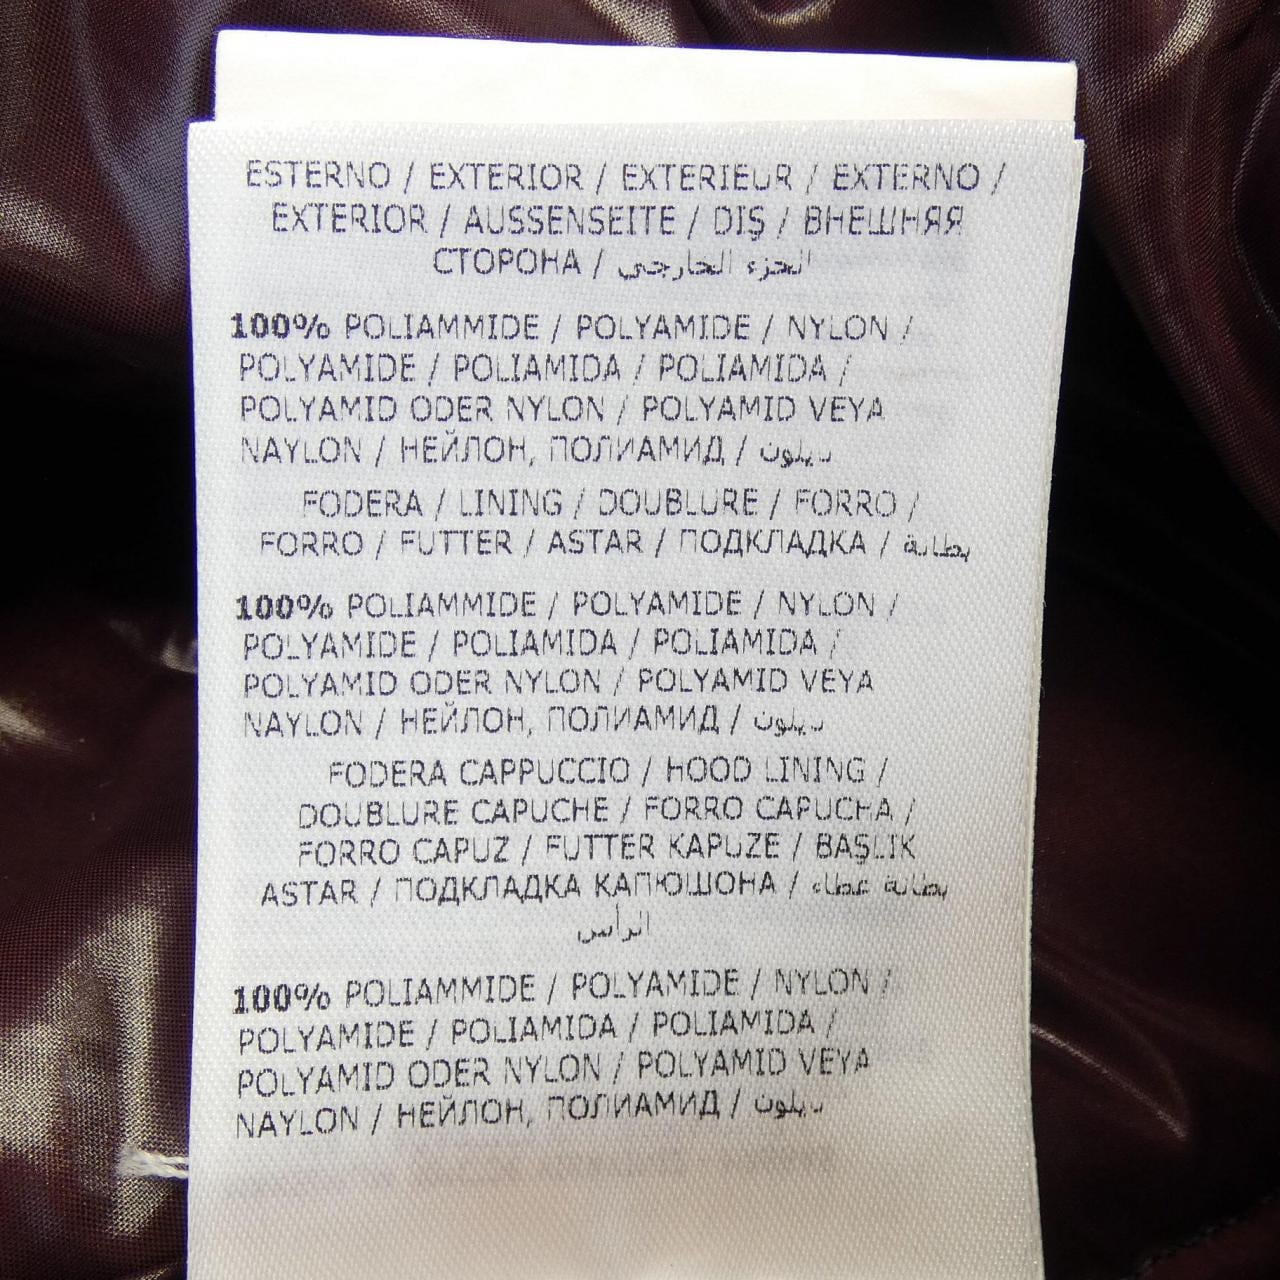 ESTERNO / EXTERIOR / EXTERIEUR / EXTERNO /
EXTERIOR / AUSSENSEITE / DIŞ / ВНЕШНЯЯ
СТОРОНА / الجزء الخارجي
100% POLIAMMIDE / POLYAMIDE / NYLON /
POLYAMIDE / POLIAMIDA / POLIAMIDA /
POLYAMID ODER NYLON / POLYAMID VEYA
NAYLON / НЕЙЛОН, ПОЛИАМИД / نايلون
FODERA / LINING / DOUBLURE / FORRO /
FORRO / FUTTER / ASTAR / ПОДКЛАДКА / بطانة
100% POLIAMMIDE / POLYAMIDE / NYLON /
POLYAMIDE / POLIAMIDA / POLIAMIDA /
POLYAMID ODER NYLON / POLYAMID VEYA
NAYLON / НЕЙЛОН, ПОЛИАМИД / نايلون
FODERA CAPPUCCIO / HOOD LINING /
DOUBLURE CAPUCHE / FORRO CAPUCHA /
FORRO CAPUZ / FUTTER KAPUZE / BAŞLIK
ASTAR / ПОДКЛАДКА КАПЮШОНА / بطانة غطاء
الرأس
100% POLIAMMIDE / POLYAMIDE / NYLON /
POLYAMIDE / POLIAMIDA / POLIAMIDA /
POLYAMID ODER NYLON / POLYAMID VEYA
NAYLON / НЕЙЛОН, ПОЛИАМИД / نايلون